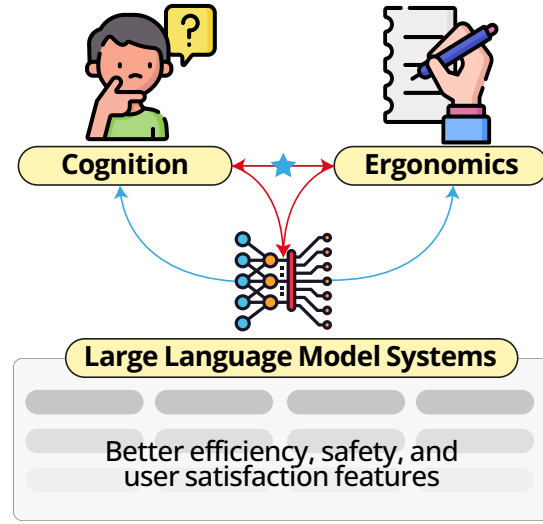 ?
Cognition
Ergonomics
Large Language Model Systems
Better efficiency, safety, and
user satisfaction features